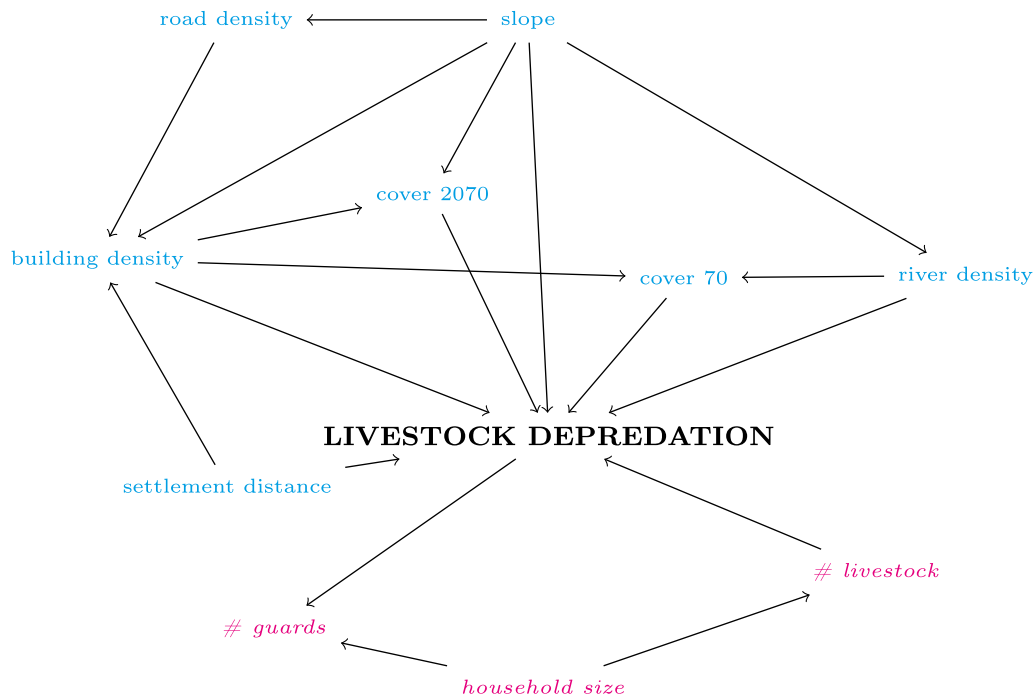 road density
slope
cover 2070
building density
cover 70
river density
LIVESTOCK DEPREDATION
settlement distance
# livestock
# guards
household size